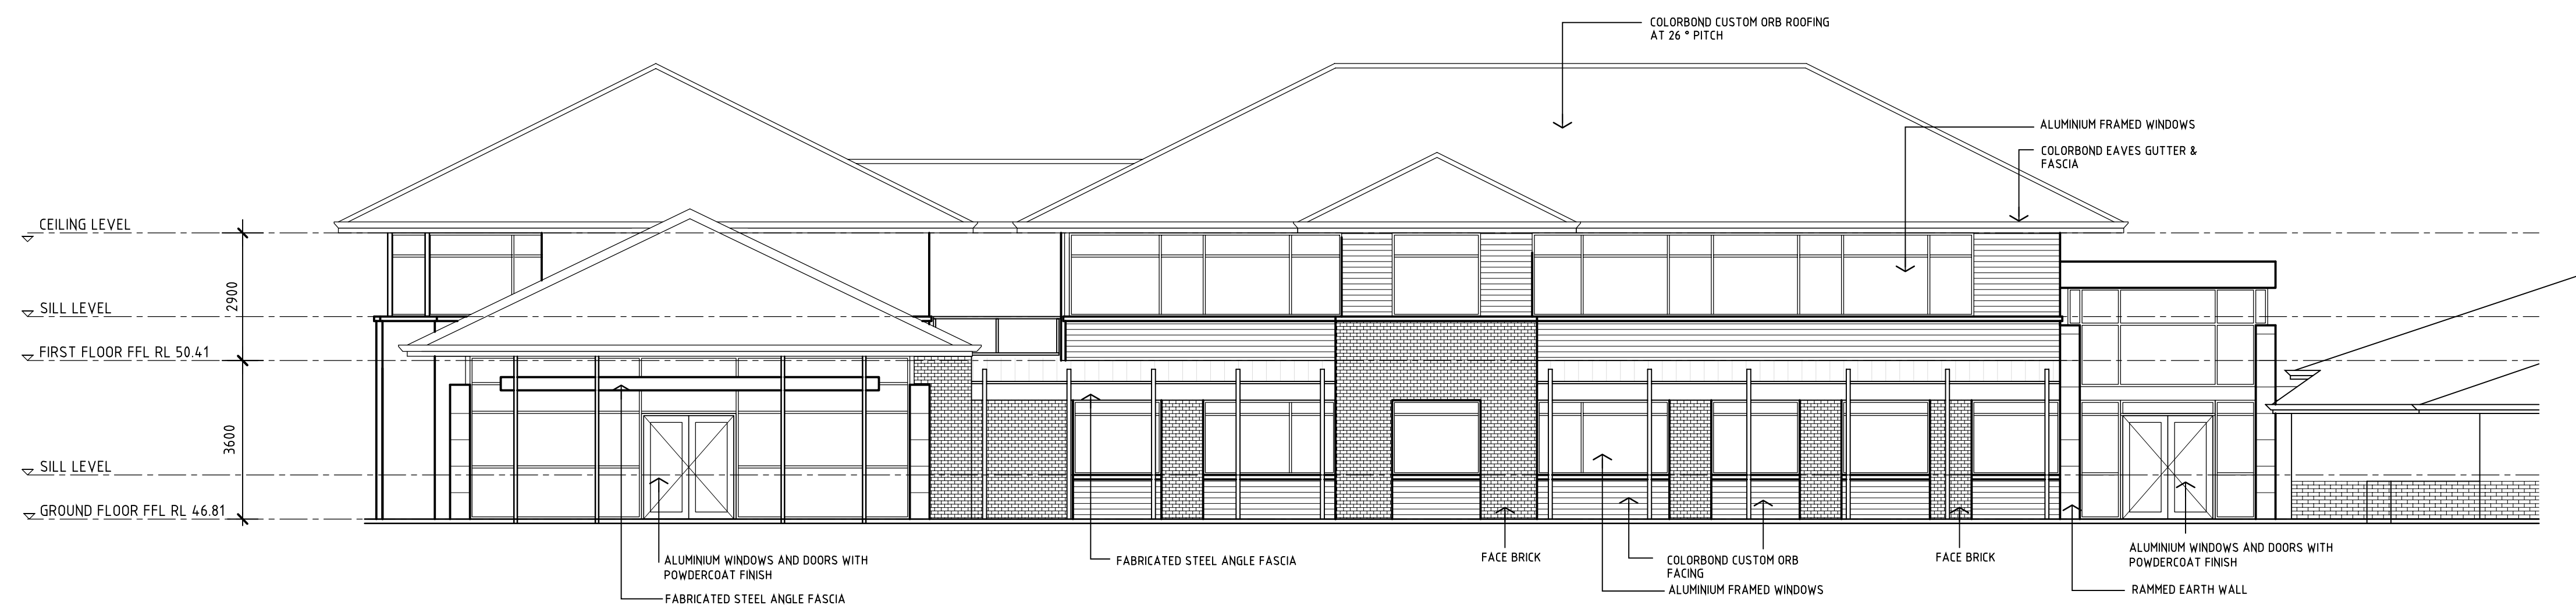 COLORBOND CUSTOM ORB ROOFING
AT 26 ° PITCH
ALUMINIUM FRAMED WINDOWS
COLORBOND EAVES GUTTER &
FASCIA
CEILING LEVEL
2900
SILL LEVEL
FIRST FLOOR FFL RL 50.41
3600
SILL LEVEL
GROUND FLOOR FFL RL 46.81
ALUMINIUM WINDOWS AND DOORS WITH
POWDERCOAT FINISH
FABRICATED STEEL ANGLE FASCIA
FABRICATED STEEL ANGLE FASCIA
FACE BRICK
COLORBOND CUSTOM ORB
FACING
ALUMINIUM FRAMED WINDOWS
FACE BRICK
ALUMINIUM WINDOWS AND DOORS WITH
POWDERCOAT FINISH
RAMMED EARTH WALL